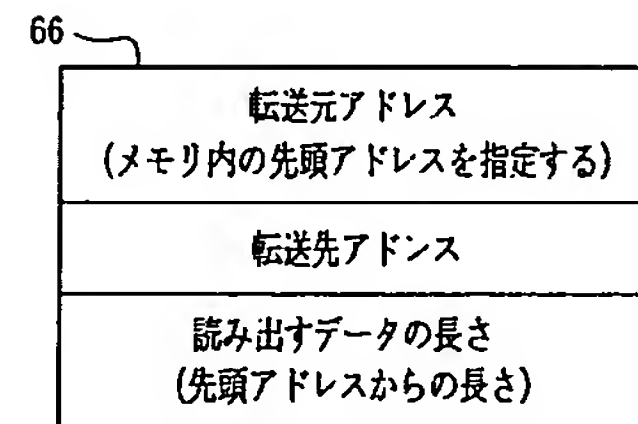 66
転送元アドレス
(メモリ内の先頭アドレスを指定する)
転送先アドンス
読み出すデータの長さ
(先頭アドレスからの長さ)